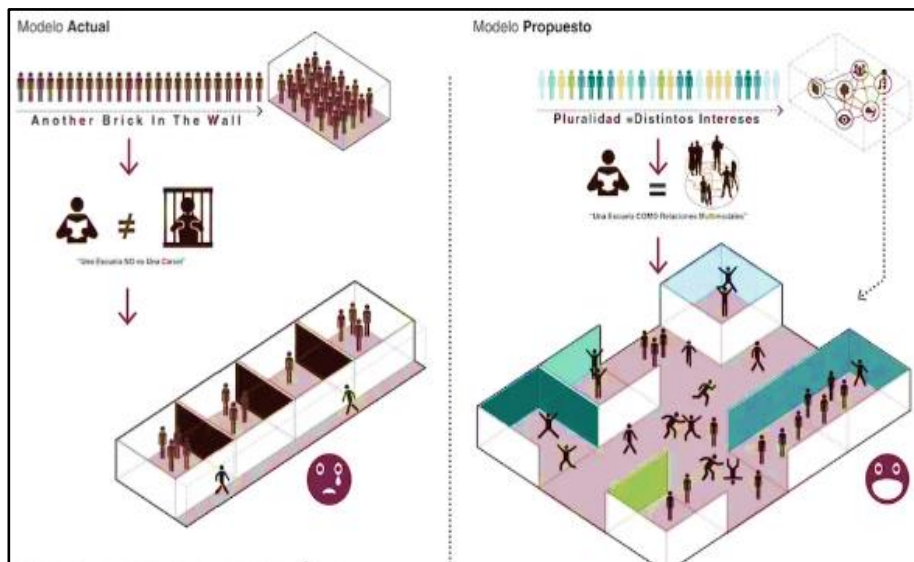 Modelo Actual
Another Brick In The Wall
≠
"Una Escuela NO es Una Carcel"
Modelo Propuesto
Pluralidad =Distintos Intereses
=
"Una Escuela COMO Relaciones Multimodales"